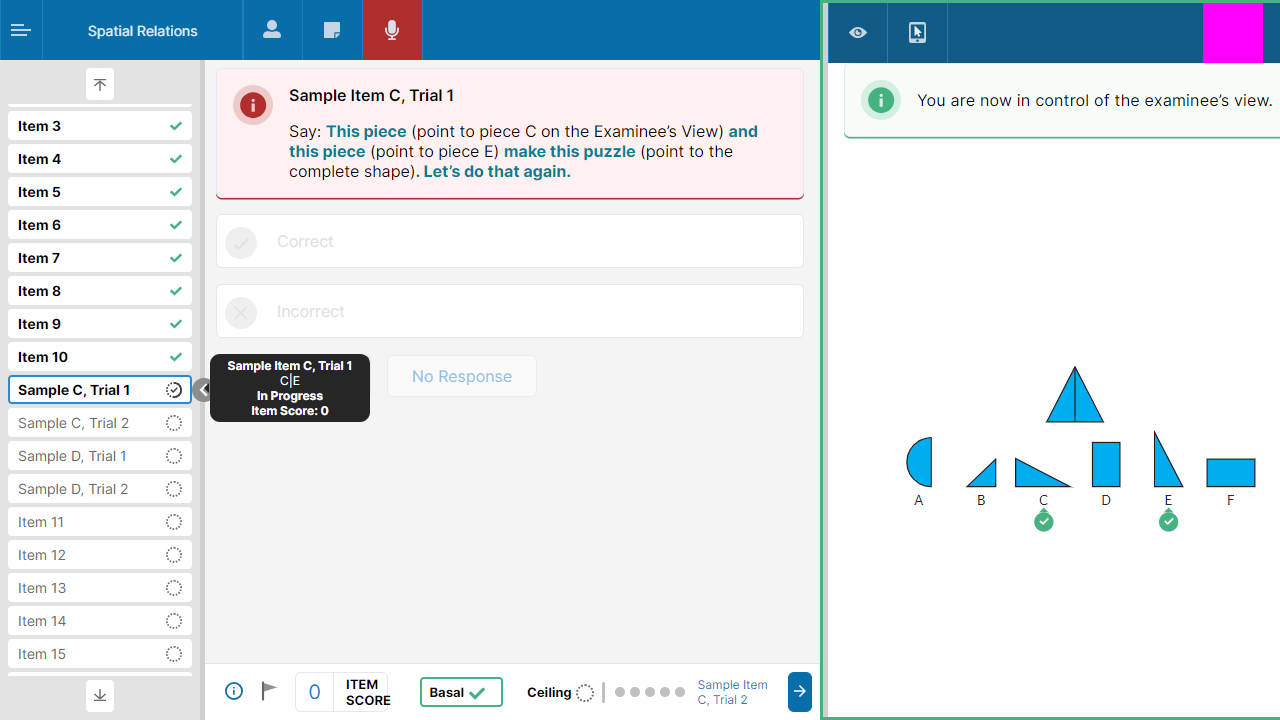 Spatial Relations
Item 3
Item 4
Item 5
Item 6
Item 7
Item 8
Item 9
Item 10
Sample C, Trial 1
Sample C, Trial 2
Sample D, Trial 1
Sample D, Trial 2
Item 11
Item 12
Item 13
Item 14
Item 15
Sample Item C, Trial 1
Say: This piece (point to piece C on the Examinee’s View) and
this piece (point to piece E) make this puzzle (point to the
complete shape). Let’s do that again.
Correct
Incorrect
Sample Item C, Trial 1
C|E
In Progress
Item Score: 0
No Response
0
ITEM
SCORE
Basal
Ceiling
Sample Item
C, Trial 2
You are now in control of the examinee’s view.
A B C D E F